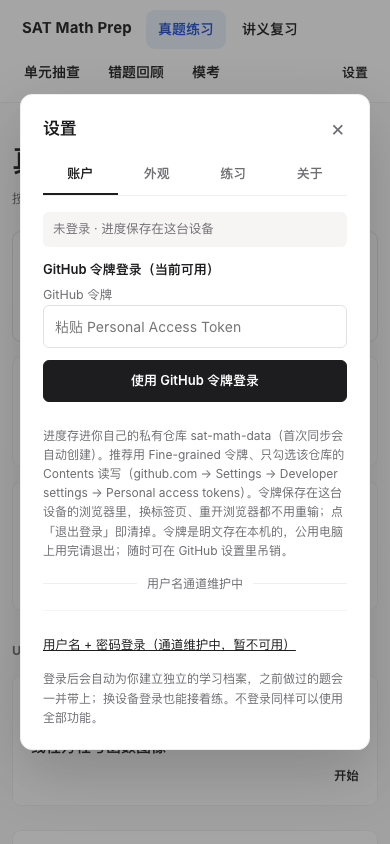 SAT Math Prep
真题练习
讲义复习
单元抽查
错题回顾
模考
设置
设置
账户
外观
练习
关于
未登录 · 进度保存在这台设备
GitHub 令牌登录（当前可用）
GitHub 令牌
粘贴 Personal Access Token
使用 GitHub 令牌登录
进度存进你自己的私有仓库 sat-math-data（首次同步会
自动创建）。推荐用 Fine-grained 令牌、只勾选该仓库的
Contents 读写（github.com → Settings → Developer
settings → Personal access tokens）。令牌保存在这台
设备的浏览器里，换标签页、重开浏览器都不用重输；点
「退出登录」即清掉。令牌是明文存在本机的，公用电脑
上用完请退出；随时可在 GitHub 设置里吊销。
用户名通道维护中
用户名 + 密码登录（通道维护中，暂不可用）
登录后会自动为你建立独立的学习档案，之前做过的题会
一并带上；换设备登录也能接着练。不登录同样可以使用
全部功能。
开始